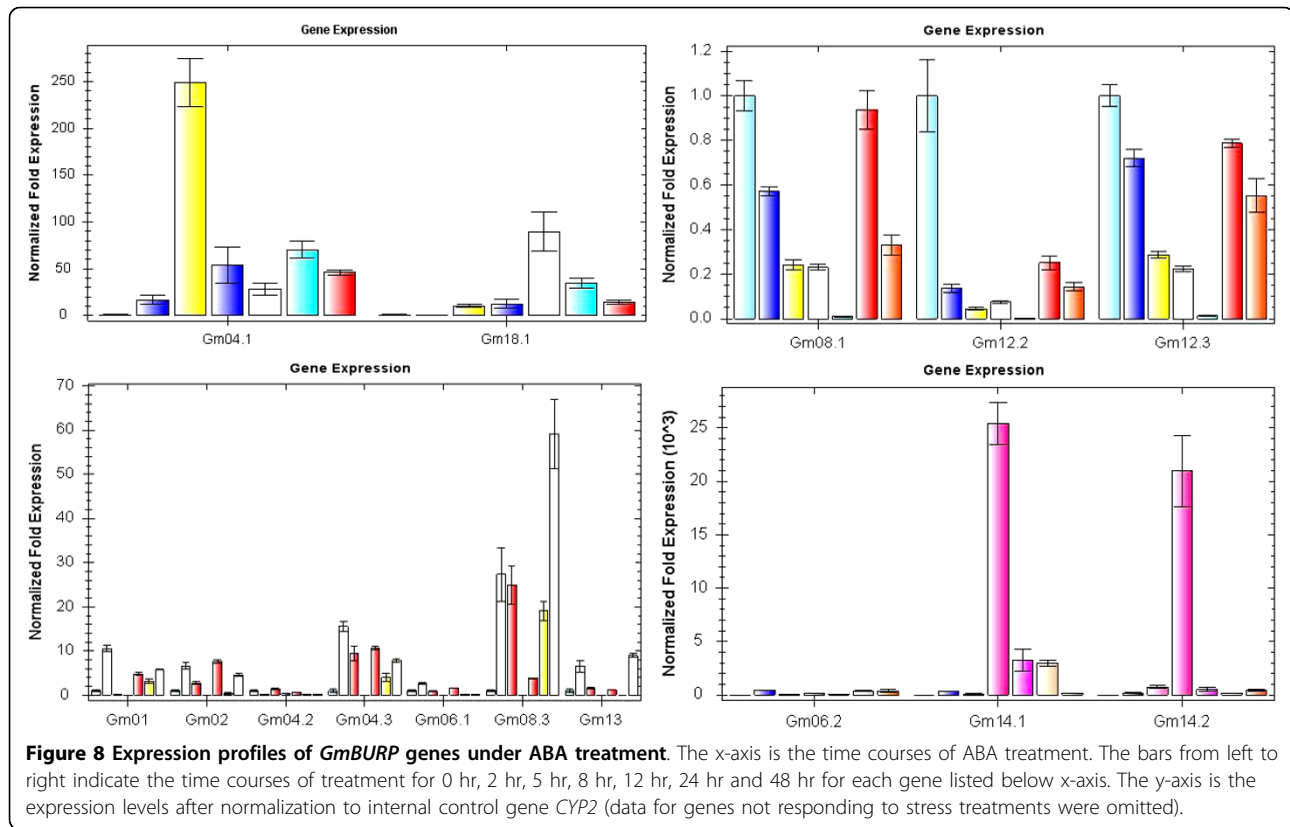 Gene Expression
Normalized Fold Expression
250
200
150
100
50
0
Gm04.1 Gm18.1
Gene Expression
Normalized Fold Expression
1.2
1.0
0.8
0.6
0.4
0.2
0.0
Gm08.1 Gm12.2 Gm12.3
Gene Expression
Normalized Fold Expression
70
60
50
40
30
20
10
0
Gm01 Gm02 Gm04.2 Gm04.3 Gm06.1 Gm08.3 Gm13
Gene Expression
Normalized Fold Expression (10^3)
25
20
15
10
5
0
Gm06.2 Gm14.1 Gm14.2
Figure 8 Expression profiles of GmBURP genes under ABA treatment. The x-axis is the time courses of ABA treatment. The bars from left to
right indicate the time courses of treatment for 0 hr, 2 hr, 5 hr, 8 hr, 12 hr, 24 hr and 48 hr for each gene listed below x-axis. The y-axis is the
expression levels after normalization to internal control gene CYP2 (data for genes not responding to stress treatments were omitted).